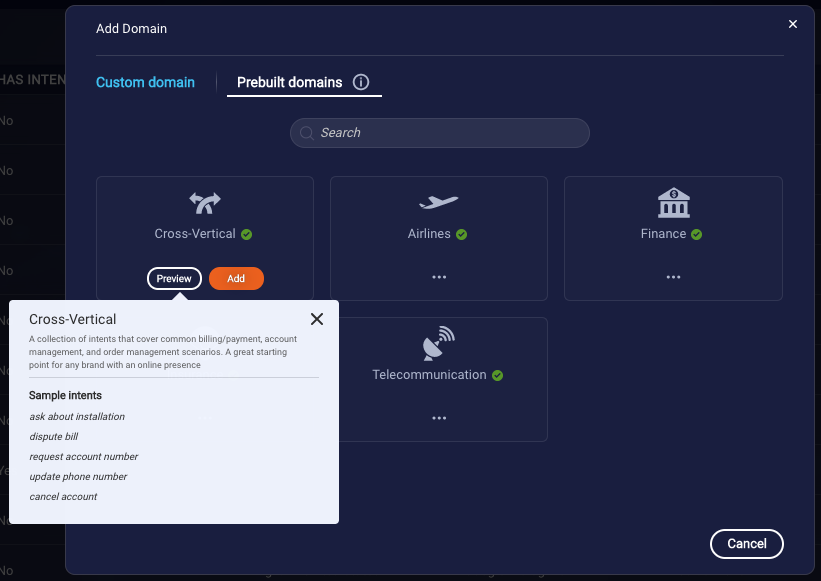 Add Domain
HAS INTEN
Custom domain
Prebuilt domains
Search
No
No
No
No
Cross-Vertical
Airlines
Finance
Preview
Add
...
...
Cross-Vertical
A collection of intents that cover common billing/payment, account
management, and order management scenarios. A great starting
point for any brand with an online presence
Sample intents
ask about installation
dispute bill
request account number
update phone number
cancel account
Telecommunication
...
No
Cancel